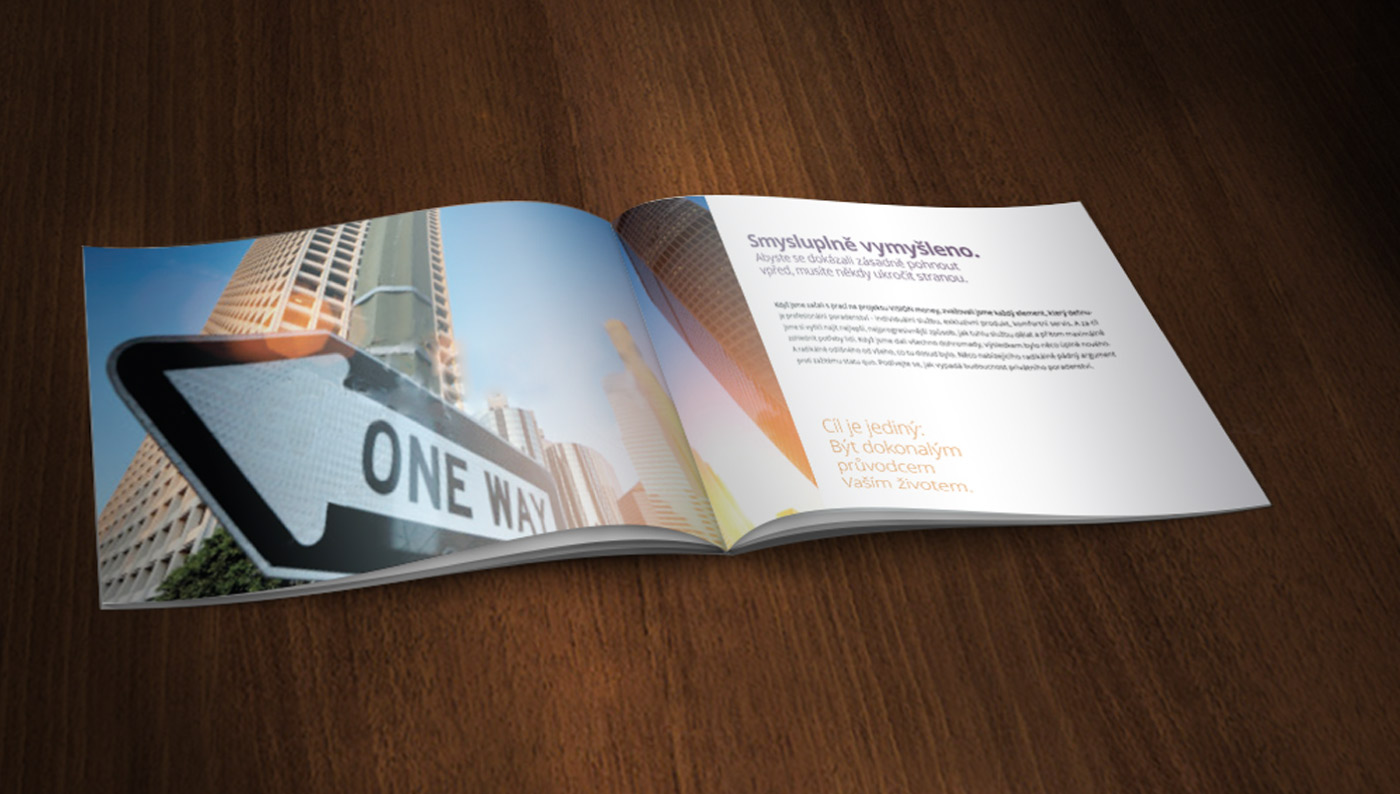 ONE WAY
Smysluplně vymyšleno.
Abyste se dokázali zásadně pohnout
vpřed, musíte někdy ukročit stranou.
Když jsme začali s prací na projektu VISION money, zvažovali jsme každý element, který definu-
je profesionální poradenství - individuální službu, exkluzivní produkt, komfortní servis. A za cíl
jsme si vytkli najít nejlepší, nejprogresivnější způsob, jak tuto službu dělat a přitom maximálně
zohlednit potřeby lidí. Když jsme dali všechno dohromady, výsledkem bylo něco úplně nového.
A radikálně odlišného od všeho, co tu dosud bylo. Něco nabízejícího radikálně pádný argument
proti zažitému statu quo. Podívejte se, jak vypadá budoucnost privátního poradenství.
Cíl je jediný:
Být dokonalým
průvodcem
Vaším životem.